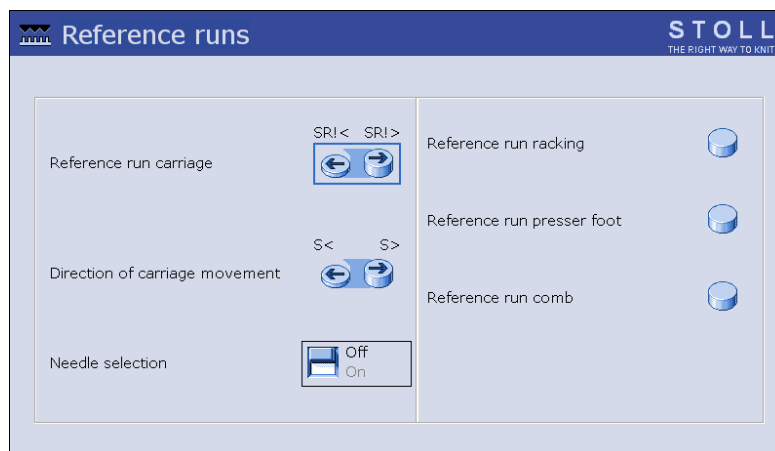 Reference runs
STOLL
THE RIGHT WAY TO KNIT
SR!< SR!>
Reference run carriage
S< S>
Direction of carriage movement
Needle selection
Off
On
Reference run racking
Reference run presser foot
Reference run comb